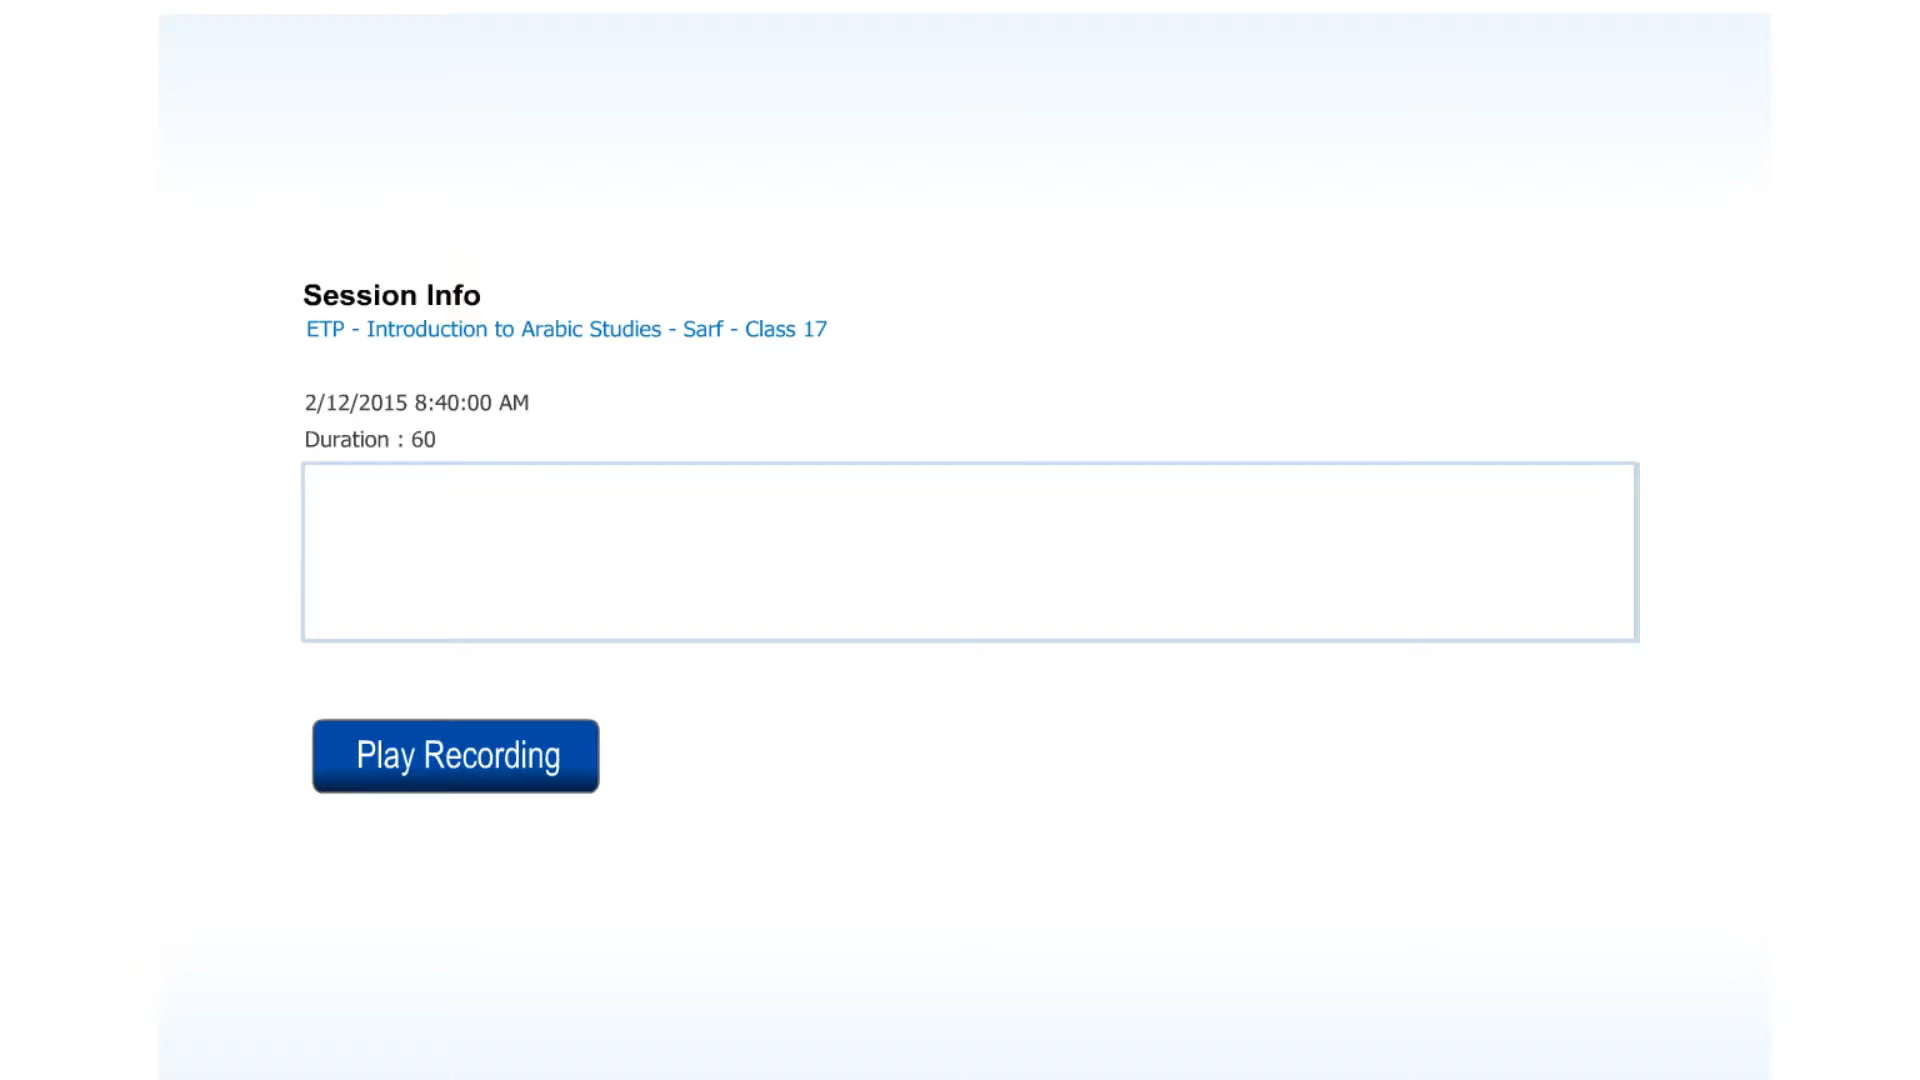 Session Info
ETP - Introduction to Arabic Studies - Sarf - Class 17
2/12/2015 8:40:00 AM
Duration : 60
Play Recording